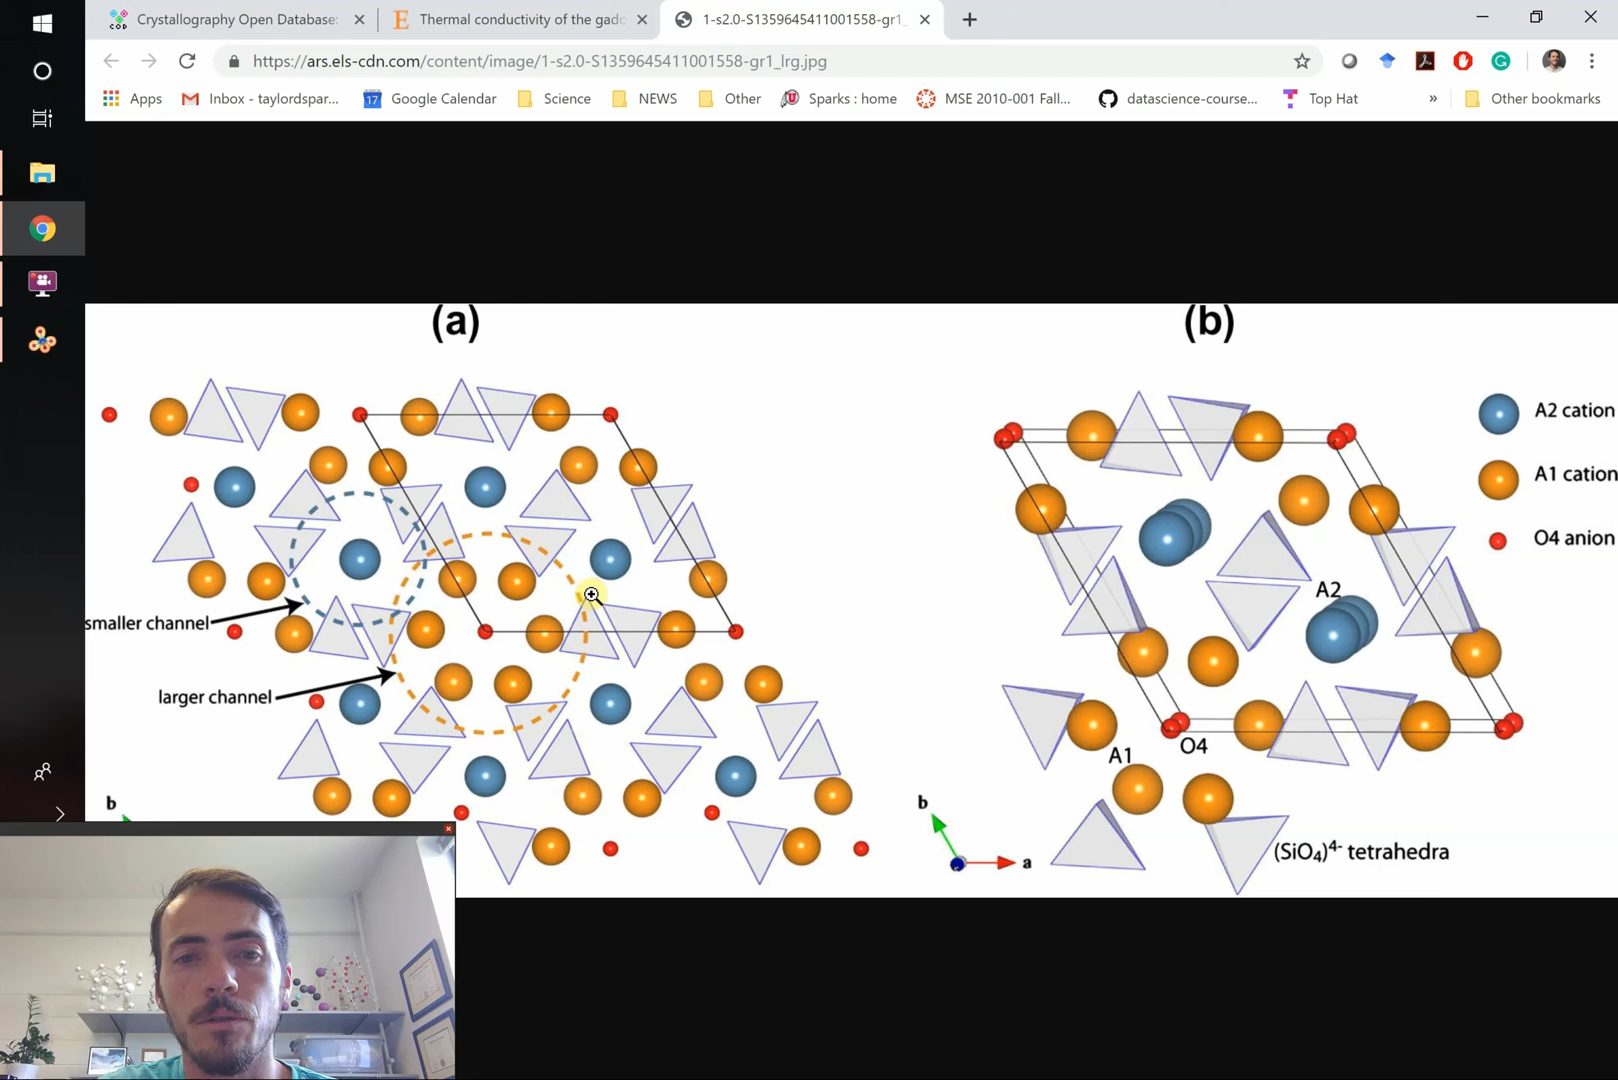 Crystallography Open Database:
Thermal conductivity of the gado
1-s2.0-S1359645411001558-gr1_
https://ars.els-cdn.com/content/image/1-s2.0-S1359645411001558-gr1_lrg.jpg
Apps
Inbox - taylordspar...
17
Google Calendar
Science
NEWS
Other
Sparks : home
MSE 2010-001 Fall...
datascience-course...
Top Hat
»
Other bookmarks
(a)
(b)
A2 cation
A1 cation
O4 anion
A2
smaller channel
larger channel
O4
A1
b
b
a
(SiO₄)⁴⁻ tetrahedra